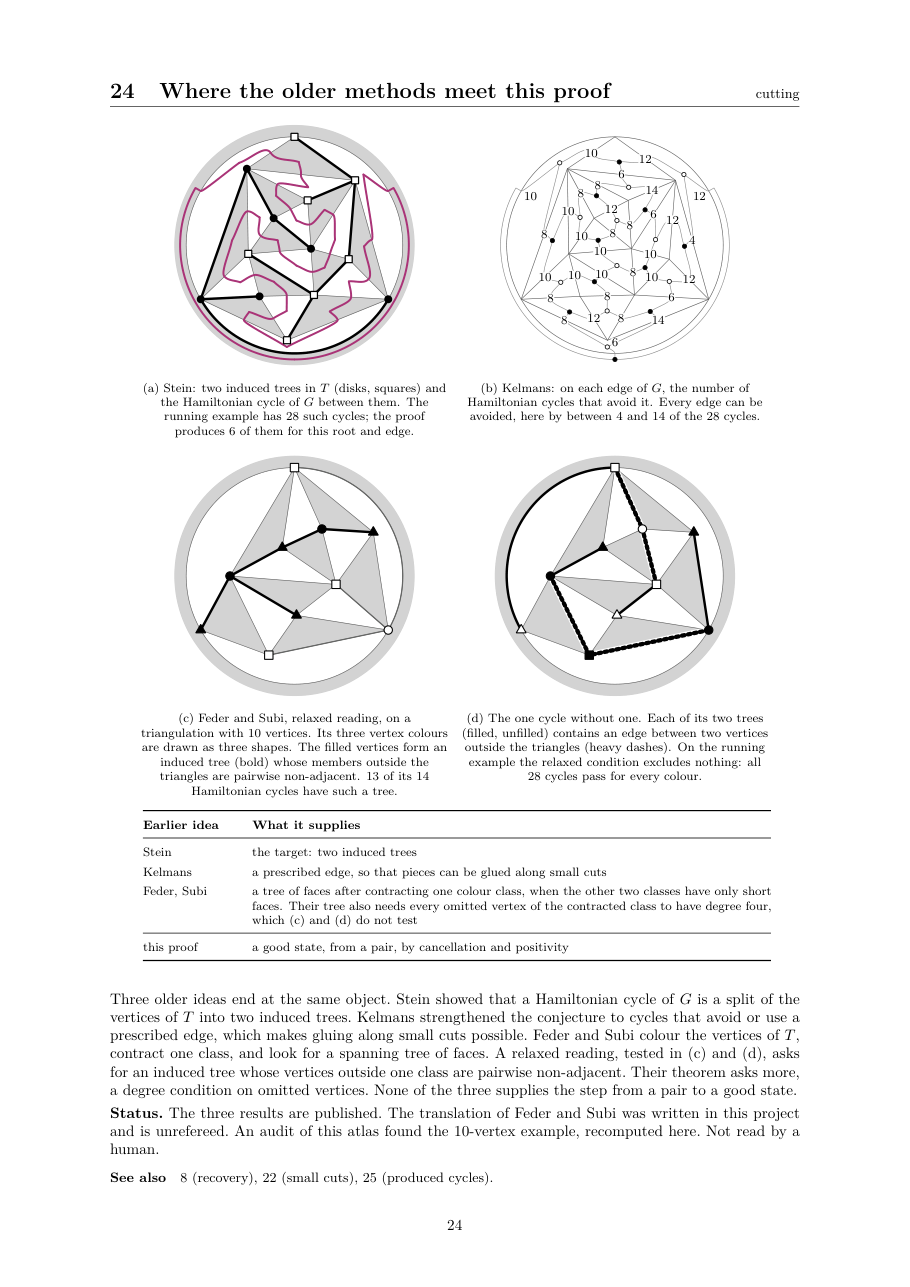 24 Where the older methods meet this proof
cutting
10
12
6
8
14
8
10
12
10
12
6
12
8
8
8
10
4
10
10
10
10
10
8
10
12
8
8
6
8
12
8
14
6
(a) Stein: two induced trees in T (disks, squares) and
the Hamiltonian cycle of G between them. The
running example has 28 such cycles; the proof
produces 6 of them for this root and edge.
(b) Kelmans: on each edge of G, the number of
Hamiltonian cycles that avoid it. Every edge can be
avoided, here by between 4 and 14 of the 28 cycles.
(c) Feder and Subi, relaxed reading, on a
triangulation with 10 vertices. Its three vertex colours
are drawn as three shapes. The filled vertices form an
induced tree (bold) whose members outside the
triangles are pairwise non-adjacent. 13 of its 14
Hamiltonian cycles have such a tree.
(d) The one cycle without one. Each of its two trees
(filled, unfilled) contains an edge between two vertices
outside the triangles (heavy dashes). On the running
example the relaxed condition excludes nothing: all
28 cycles pass for every colour.
Earlier idea What it supplies
Stein the target: two induced trees
Kelmans a prescribed edge, so that pieces can be glued along small cuts
Feder, Subi a tree of faces after contracting one colour class, when the other two classes have only short
faces. Their tree also needs every omitted vertex of the contracted class to have degree four,
which (c) and (d) do not test
this proof a good state, from a pair, by cancellation and positivity
Three older ideas end at the same object. Stein showed that a Hamiltonian cycle of G is a split of the
vertices of T into two induced trees. Kelmans strengthened the conjecture to cycles that avoid or use a
prescribed edge, which makes gluing along small cuts possible. Feder and Subi colour the vertices of T,
contract one class, and look for a spanning tree of faces. A relaxed reading, tested in (c) and (d), asks
for an induced tree whose vertices outside one class are pairwise non-adjacent. Their theorem asks more,
a degree condition on omitted vertices. None of the three supplies the step from a pair to a good state.
Status. The three results are published. The translation of Feder and Subi was written in this project
and is unrefereed. An audit of this atlas found the 10-vertex example, recomputed here. Not read by a
human.
See also 8 (recovery), 22 (small cuts), 25 (produced cycles).
24